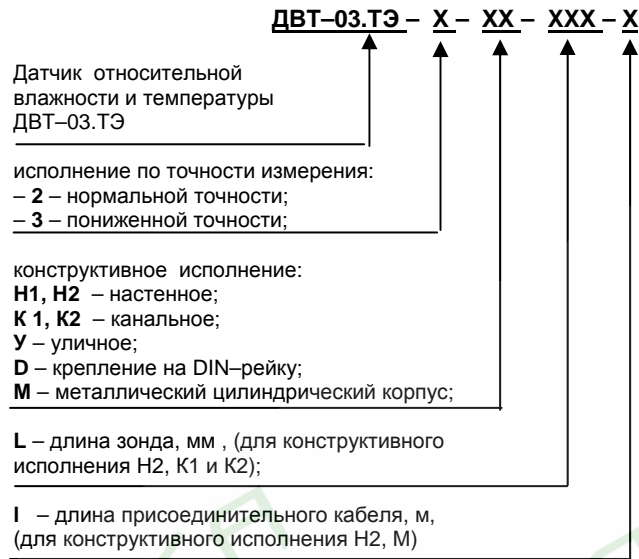 ДВТ–03.ТЭ – Х – ХХ – ХХХ – Х
Датчик относительной
влажности и температуры
ДВТ–03.ТЭ
исполнение по точности измерения:
– 2 – нормальной точности;
– 3 – пониженной точности;
конструктивное исполнение:
Н1, Н2 – настенное;
К 1, К2 – канальное;
У – уличное;
D – крепление на DIN–рейку;
М – металлический цилиндрический корпус;
L – длина зонда, мм , (для конструктивного
исполнения Н2, К1 и К2);
l – длина присоединительного кабеля, м,
(для конструктивного исполнения Н2, М)